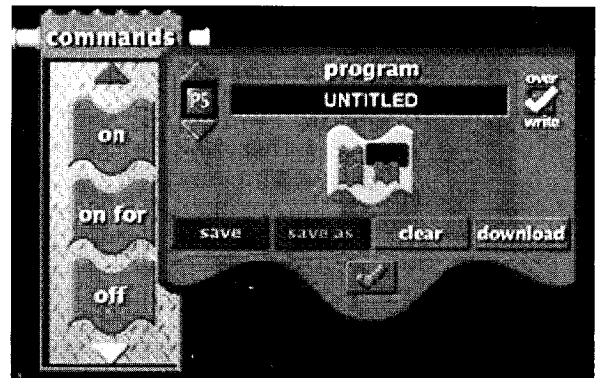 commands
program
P5
UNTITLED
over
write
on
on for
off
save
save as
clear
download